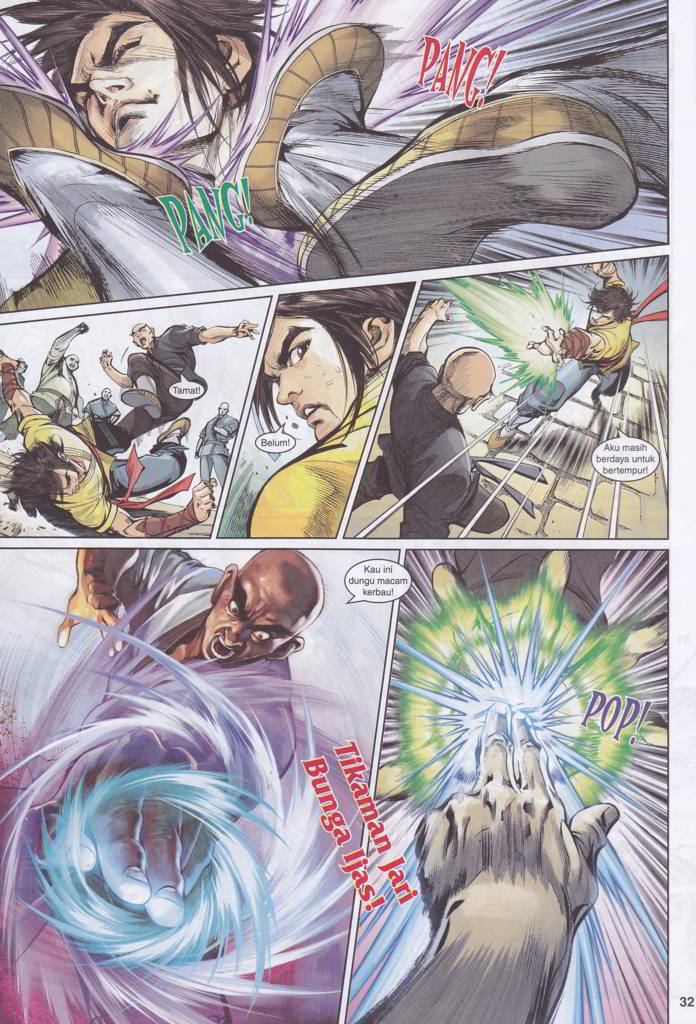 PANG!
PANG!
Tamat!
Belum!
Aku masih
berdaya untuk
bertempur!
Kau ini
dungu macam
kerbau!
Tikaman Jari
Bunga Ijas!
POP!
32